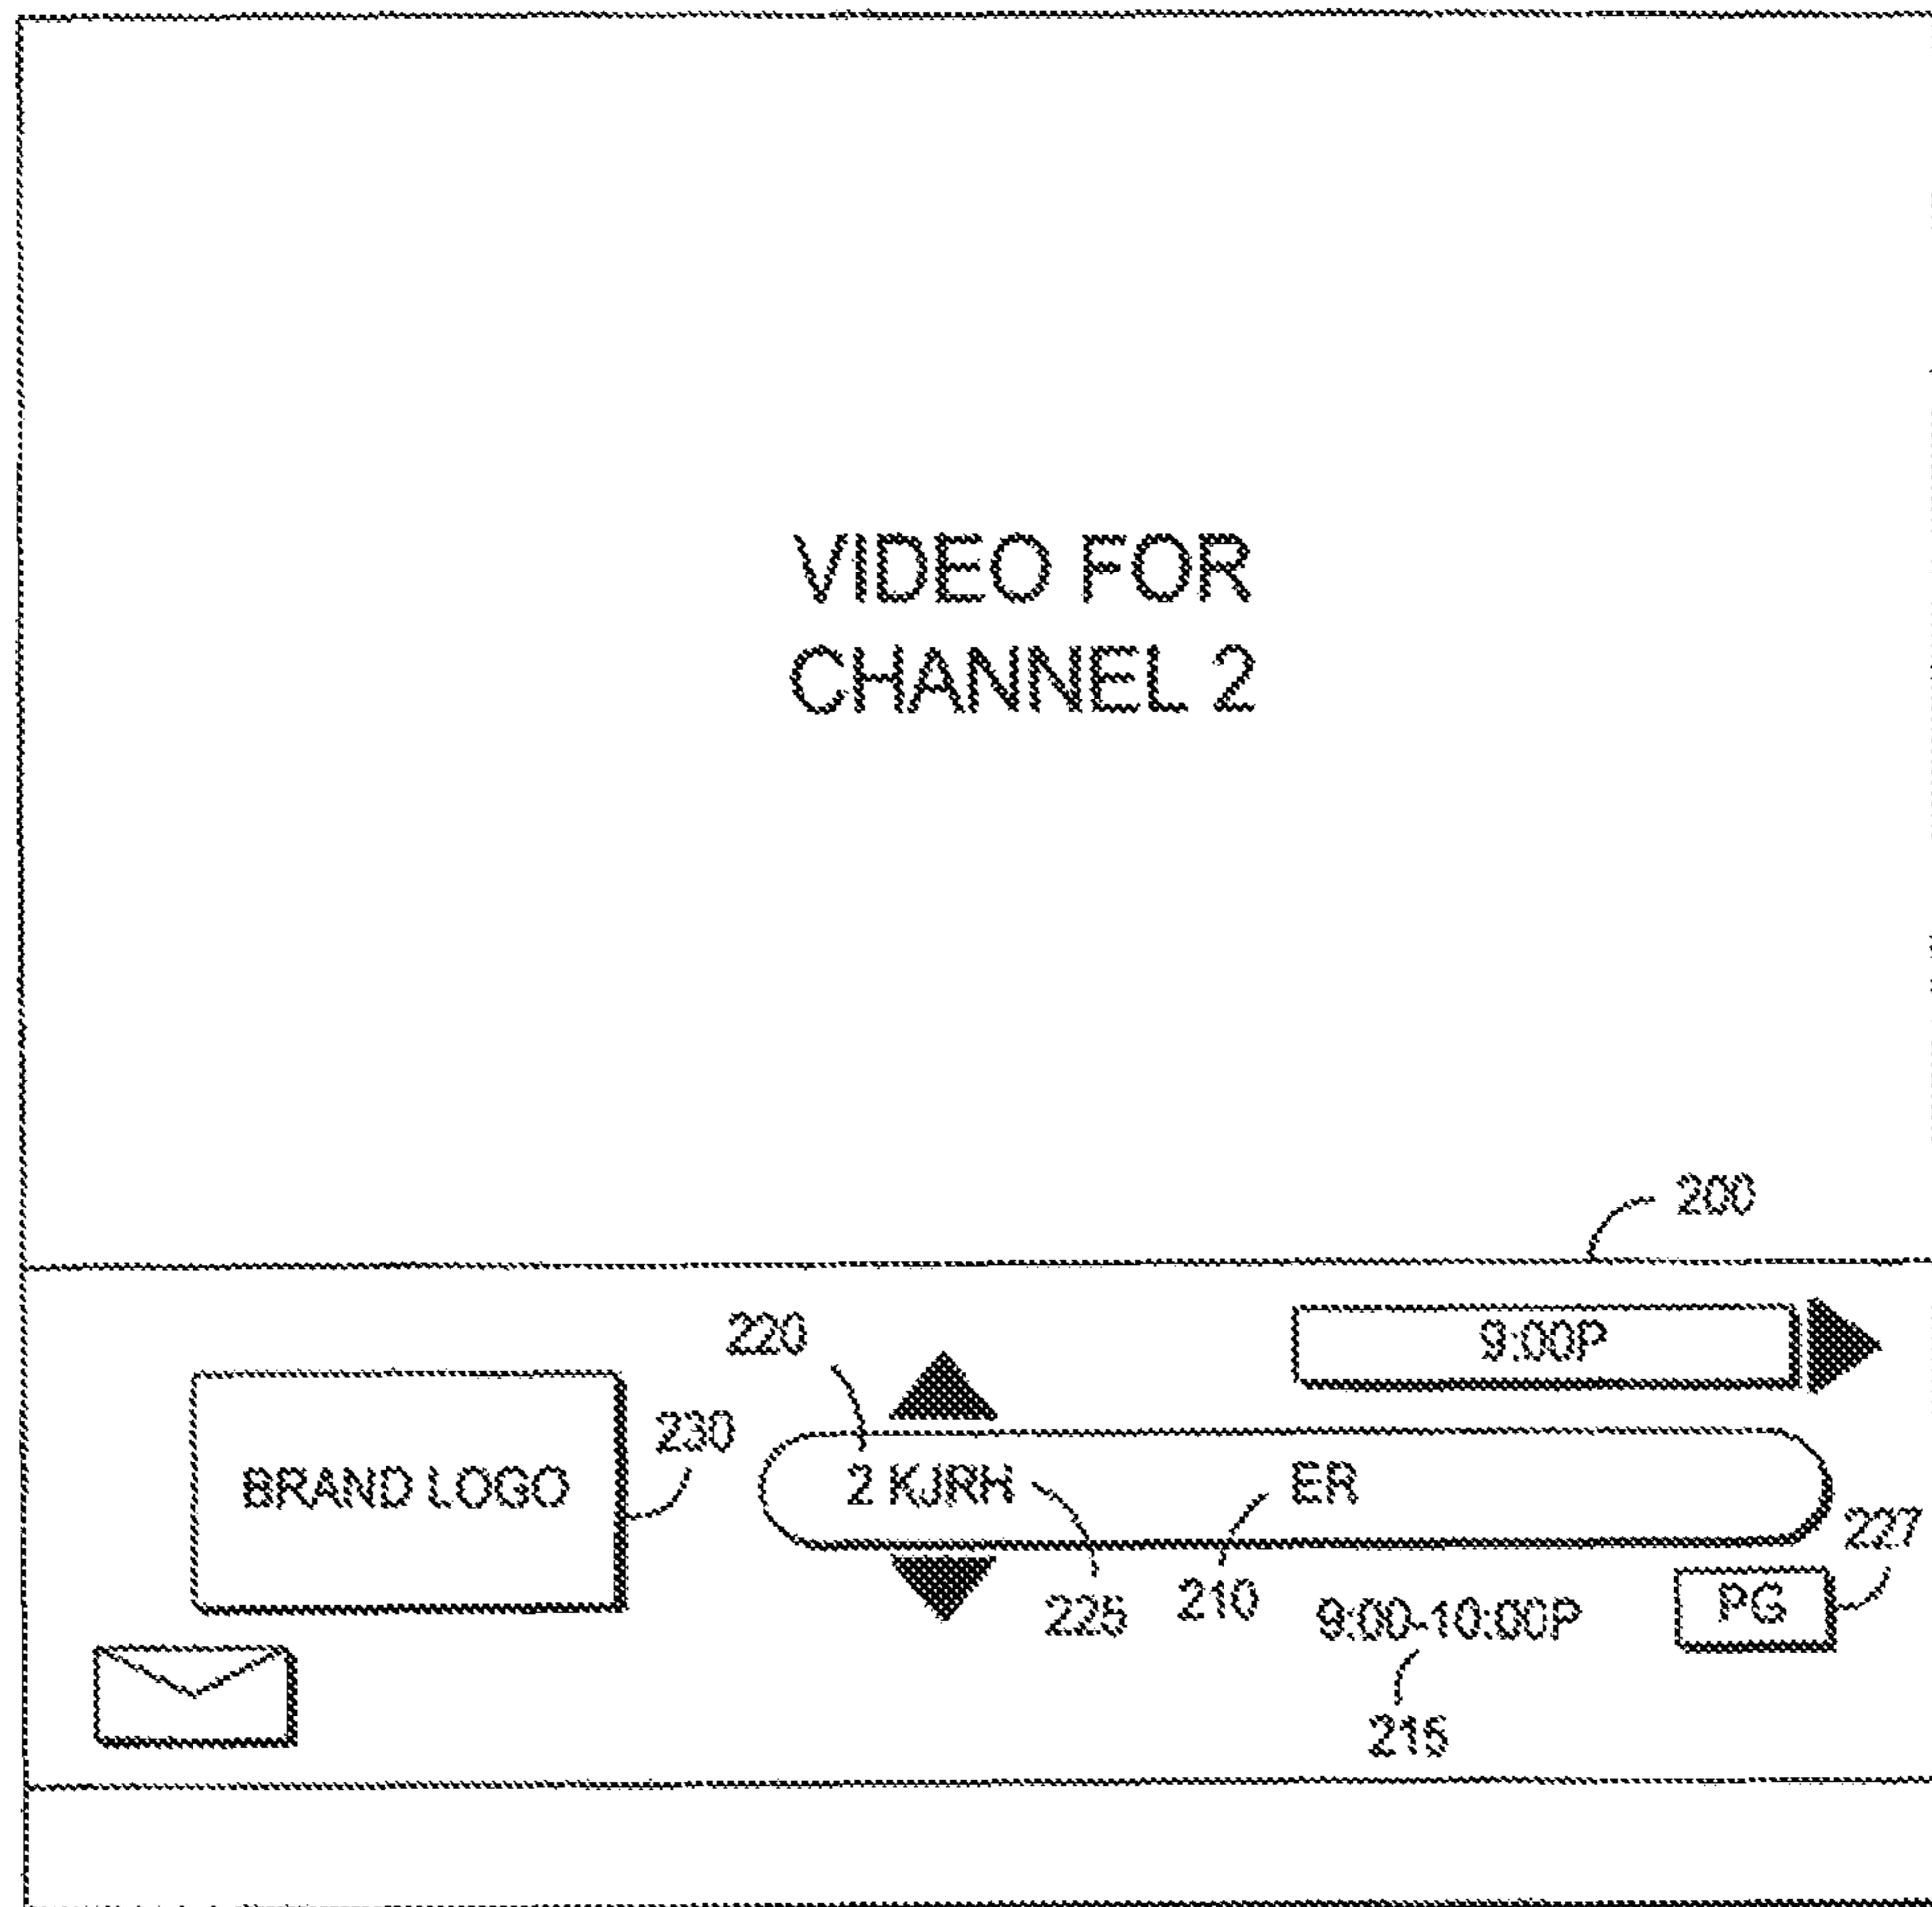 VIDEO FOR
CHANNEL 2
200
220
9:00P
230
BRAND LOGO
2 KJRH
ER
227
225
210
9:00-10:00P
PG
215